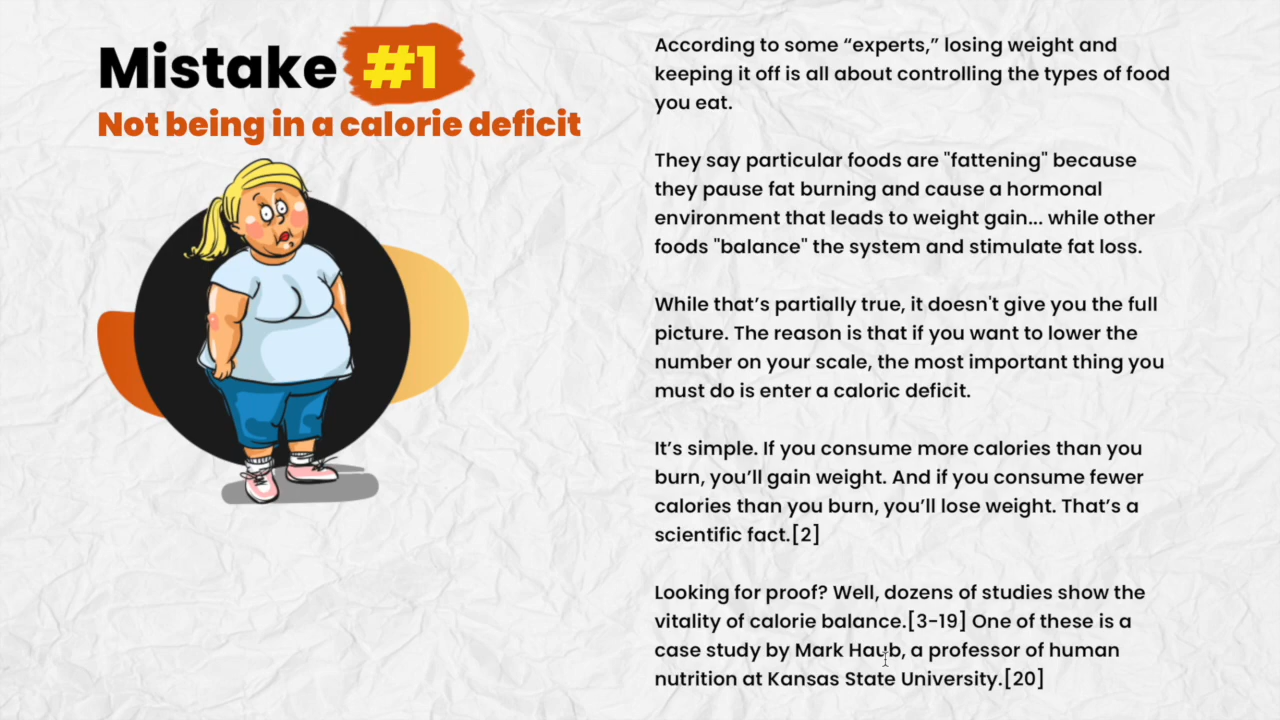 Mistake #1
Not being in a calorie deficit
According to some “experts,” losing weight and
keeping it off is all about controlling the types of food
you eat.
They say particular foods are "fattening" because
they pause fat burning and cause a hormonal
environment that leads to weight gain... while other
foods "balance" the system and stimulate fat loss.
While that’s partially true, it doesn't give you the full
picture. The reason is that if you want to lower the
number on your scale, the most important thing you
must do is enter a caloric deficit.
It’s simple. If you consume more calories than you
burn, you’ll gain weight. And if you consume fewer
calories than you burn, you’ll lose weight. That’s a
scientific fact.[2]
Looking for proof? Well, dozens of studies show the
vitality of calorie balance.[3-19] One of these is a
case study by Mark Haub, a professor of human
nutrition at Kansas State University.[20]